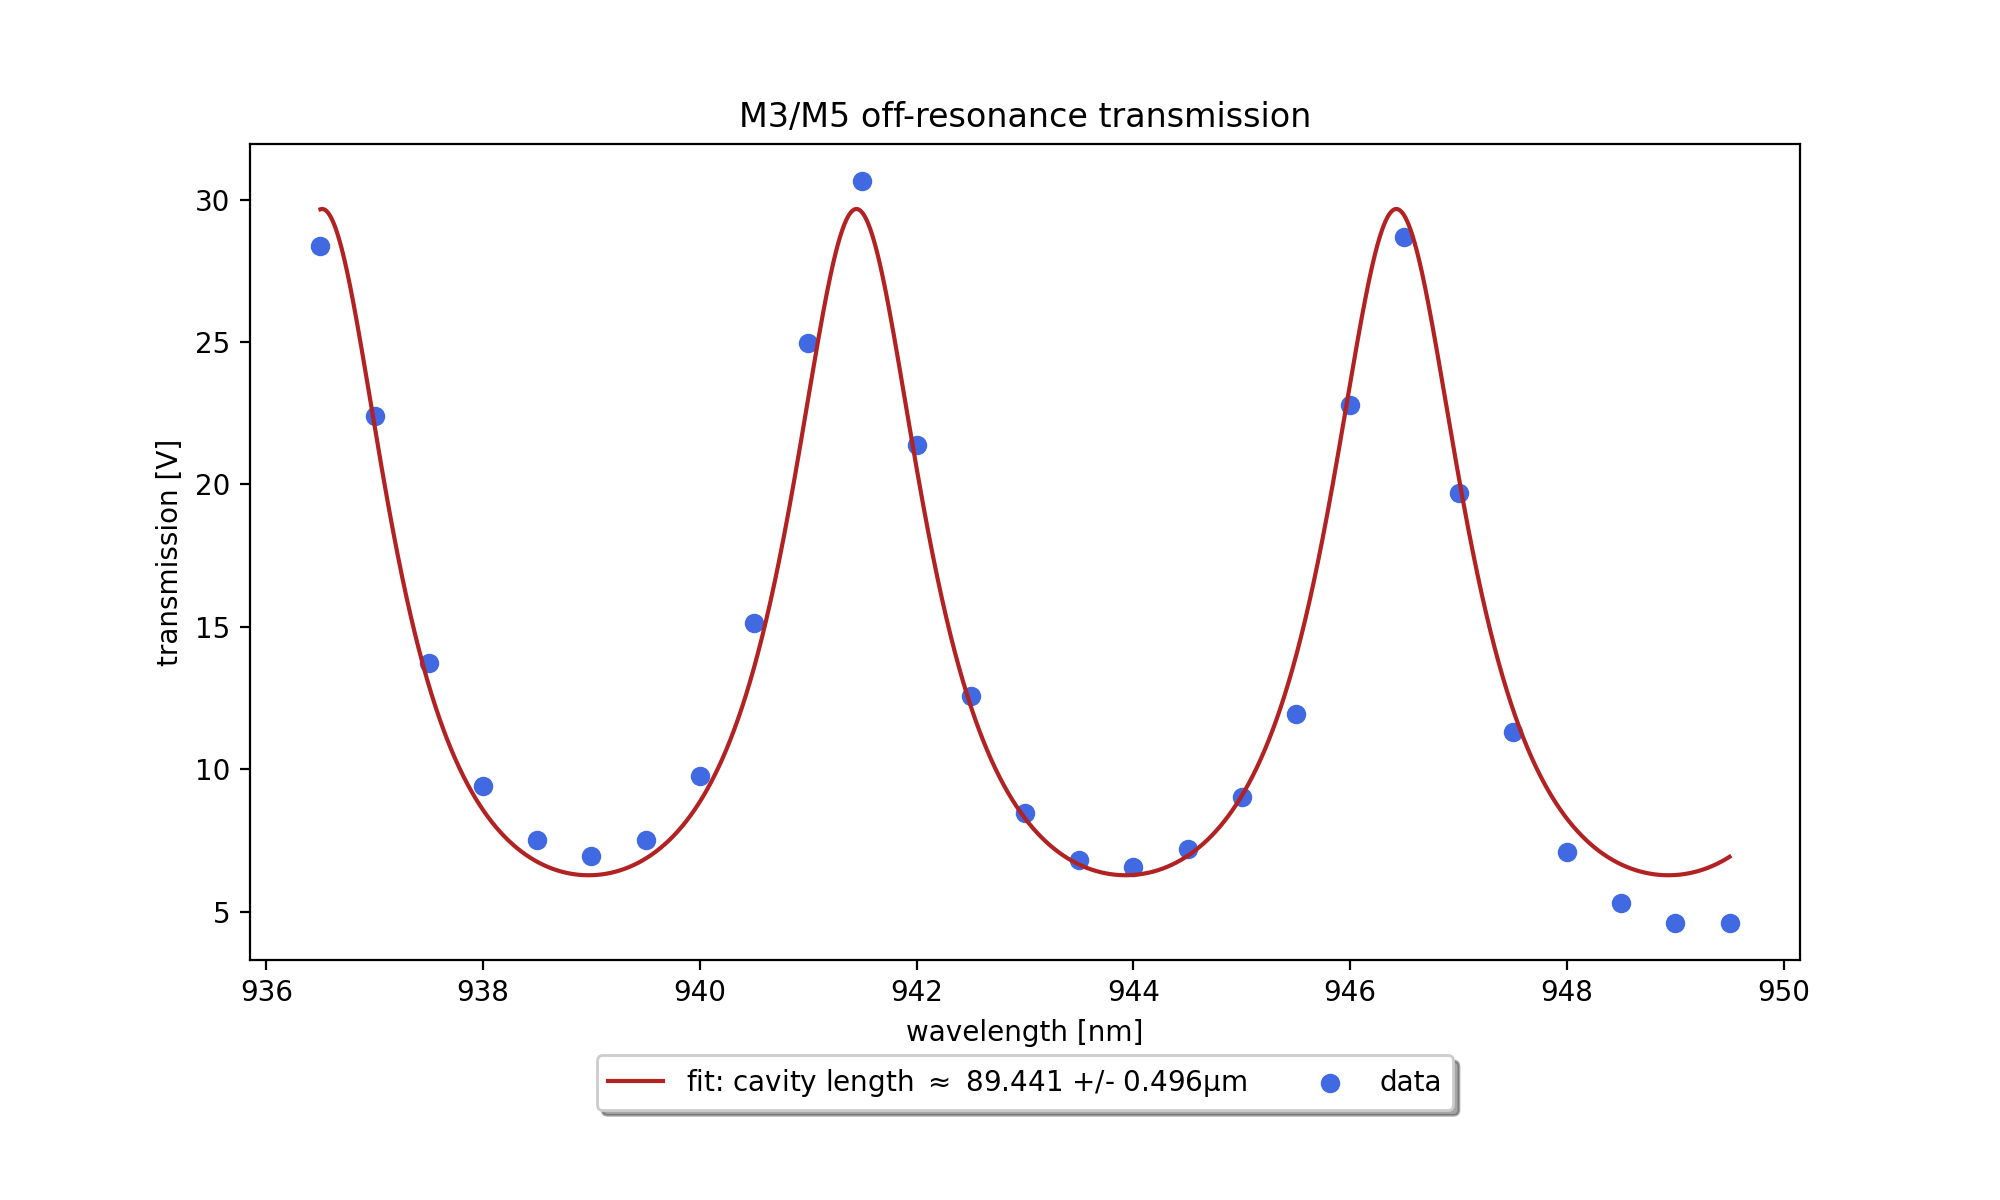 M3/M5 off-resonance transmission
30
25
20
15
10
5
transmission [V]
936 938 940 942 944 946 948 950
wavelength [nm]
fit: cavity length ≈ 89.441 +/- 0.496μm data